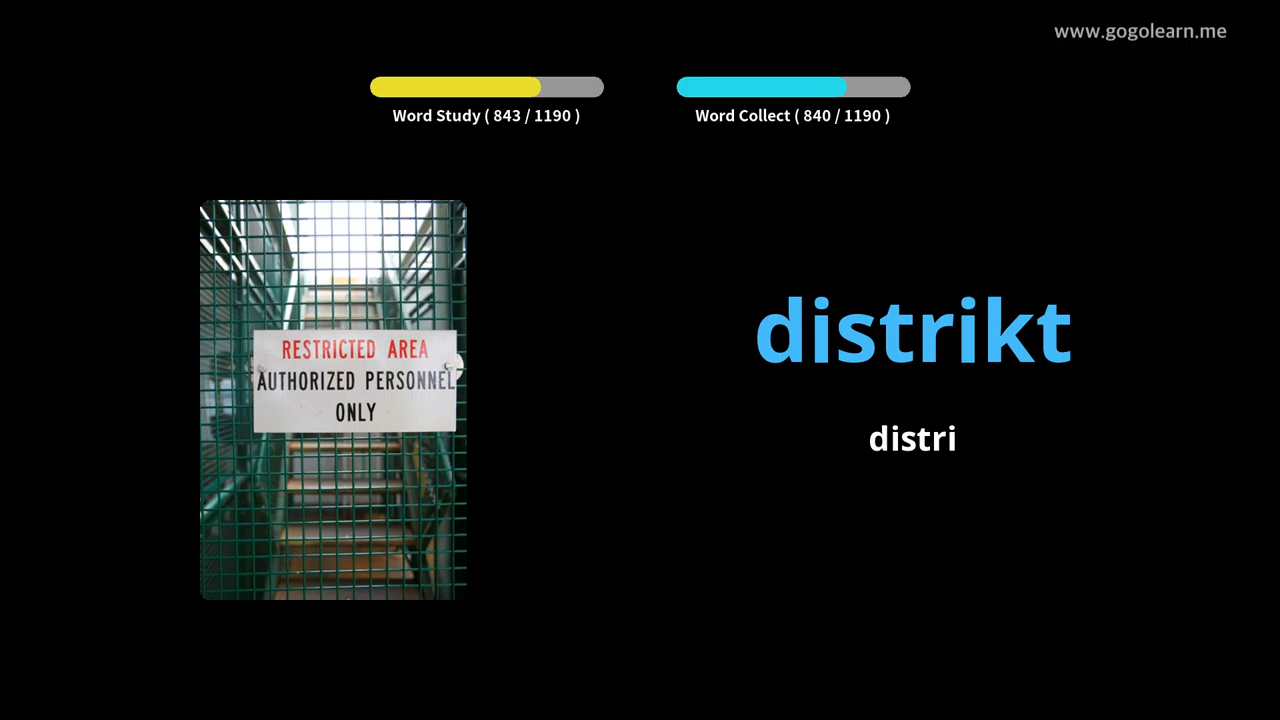 www.gogolearn.me
Word Study ( 843 / 1190 )
Word Collect ( 840 / 1190 )
RESTRICTED AREA
AUTHORIZED PERSONNEL
ONLY
distrikt
distri